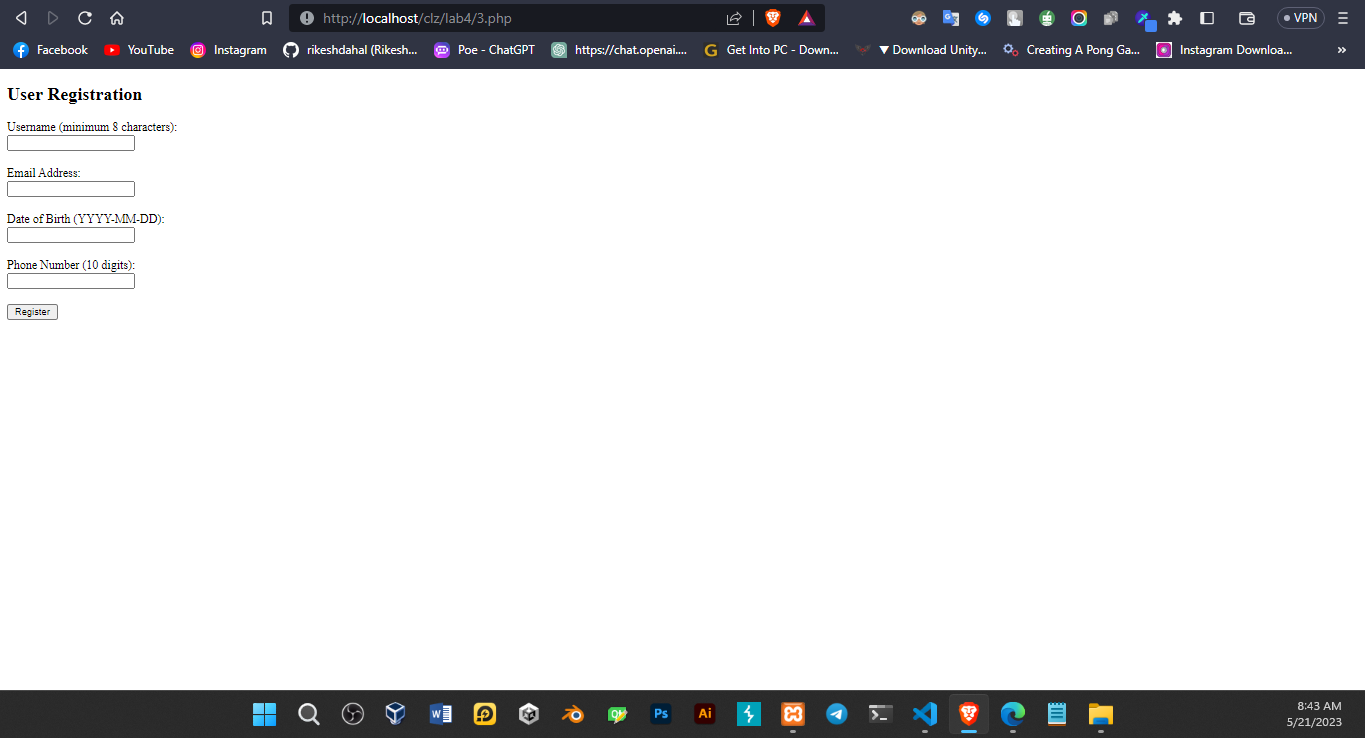 http://localhost/clz/lab4/3.php
VPN
Facebook
YouTube
Instagram
rikeshdahal (Rikesh...
Poe - ChatGPT
https://chat.openai....
G Get Into PC - Down...
▼ Download Unity...
Creating A Pong Ga...
Instagram Downloa...
»
User Registration
Username (minimum 8 characters):
Email Address:
Date of Birth (YYYY-MM-DD):
Phone Number (10 digits):
Register
Ps
Ai
8:43 AM
5/21/2023